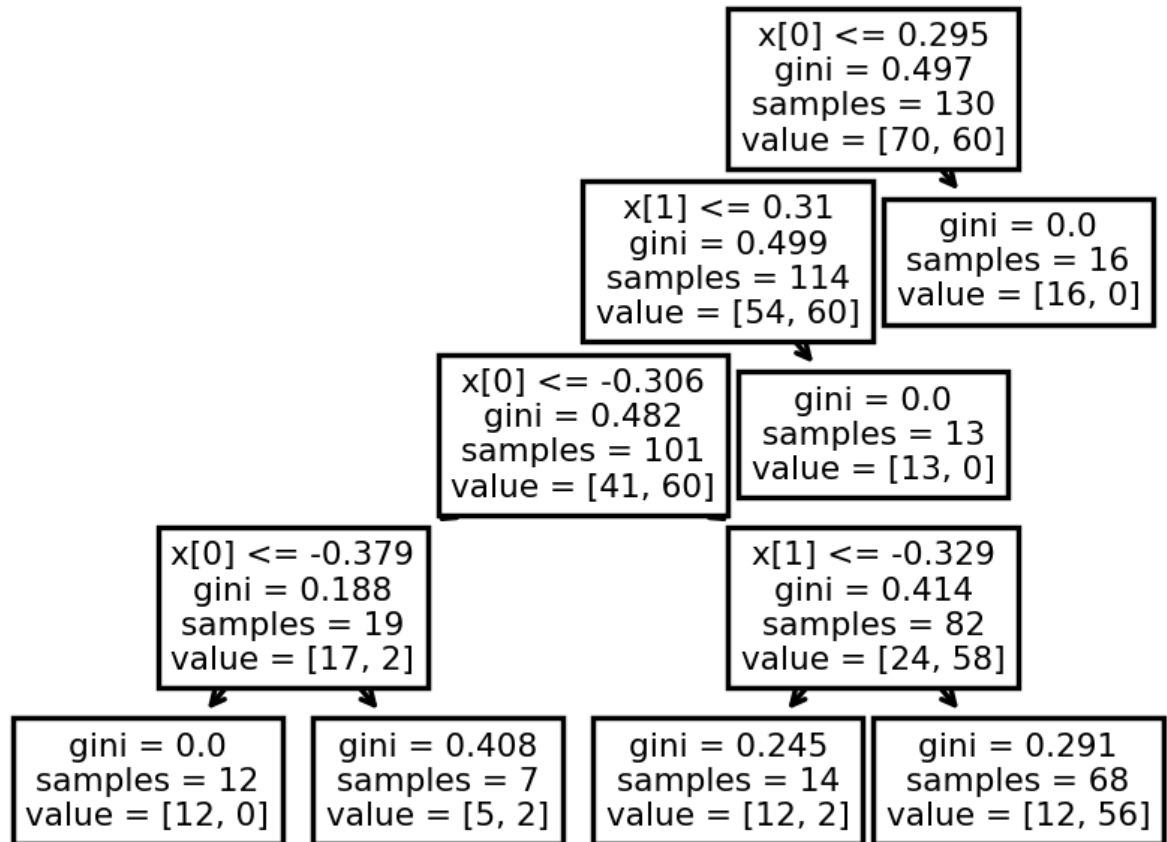 x[0] <= 0.295
gini = 0.497
samples = 130
value = [70, 60]
x[1] <= 0.31
gini = 0.499
samples = 114
value = [54, 60]
gini = 0.0
samples = 16
value = [16, 0]
x[0] <= -0.306
gini = 0.482
samples = 101
value = [41, 60]
gini = 0.0
samples = 13
value = [13, 0]
x[0] <= -0.379
gini = 0.188
samples = 19
value = [17, 2]
x[1] <= -0.329
gini = 0.414
samples = 82
value = [24, 58]
gini = 0.0
samples = 12
value = [12, 0]
gini = 0.408
samples = 7
value = [5, 2]
gini = 0.245
samples = 14
value = [12, 2]
gini = 0.291
samples = 68
value = [12, 56]